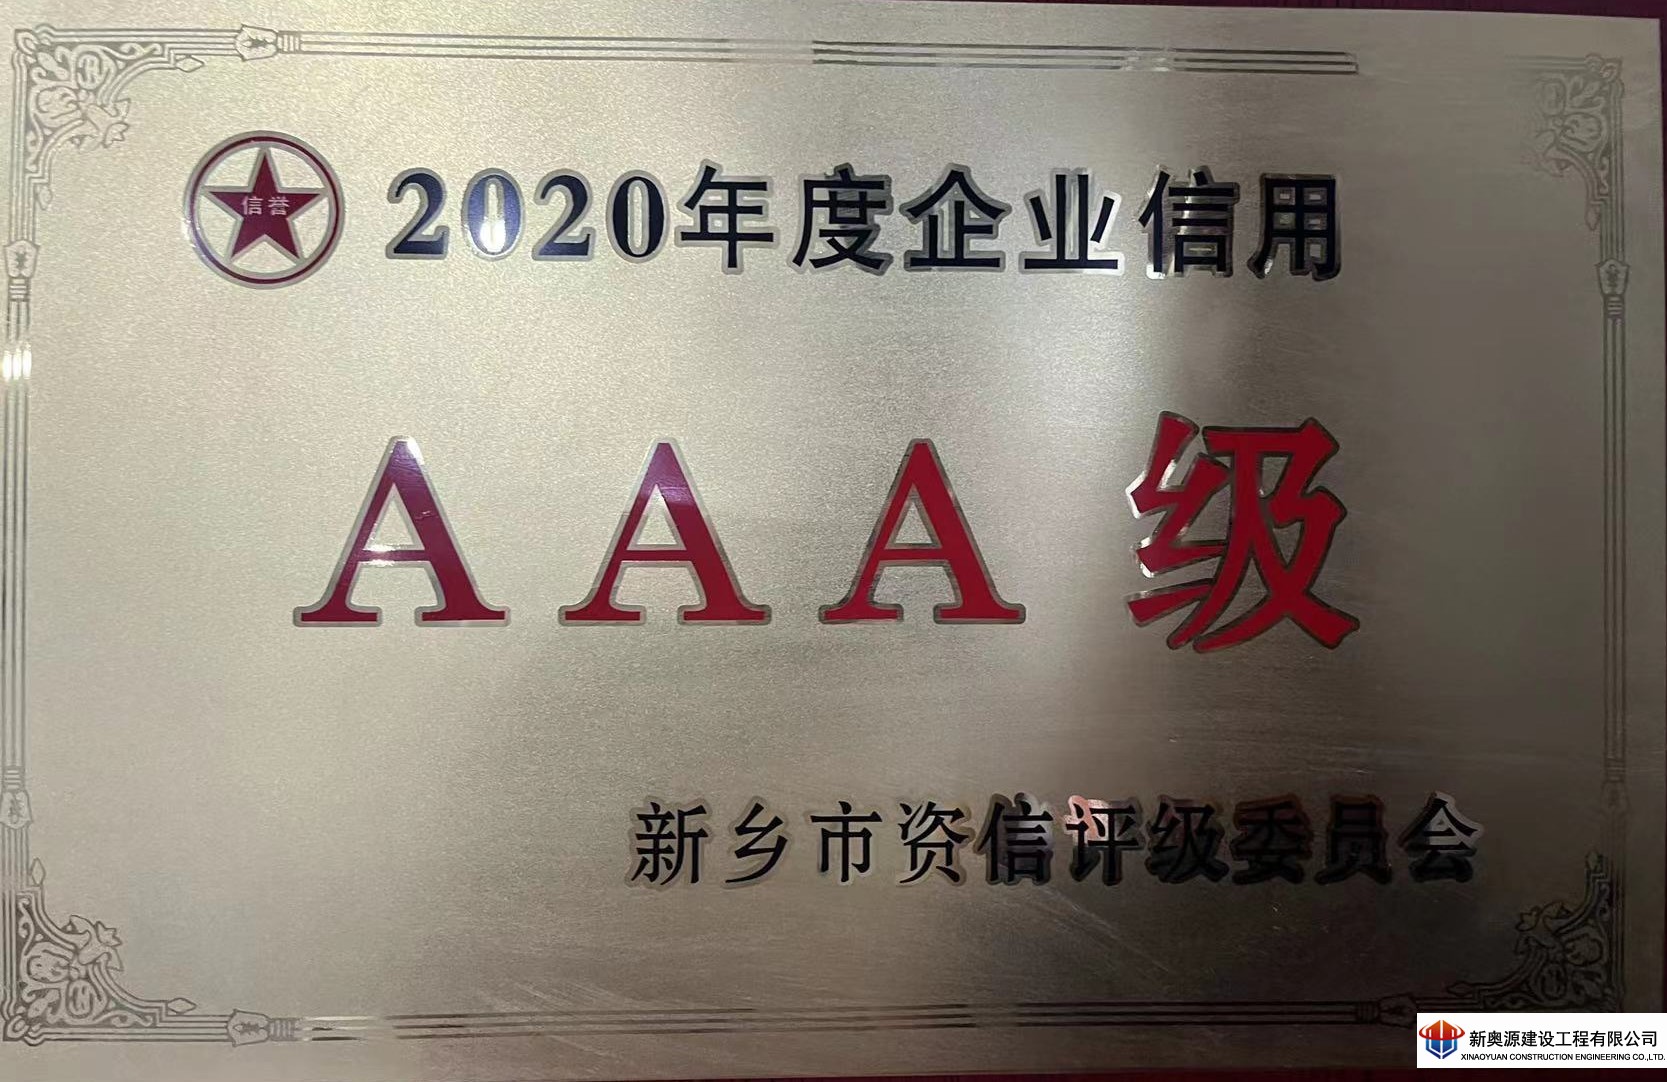 信誉
2020年度企业信用
AAA级
新乡市资信评级委员会
新奥源建设工程有限公司
XINAOYUAN CONSTRUCTION ENGINEERING CO.,LTD.